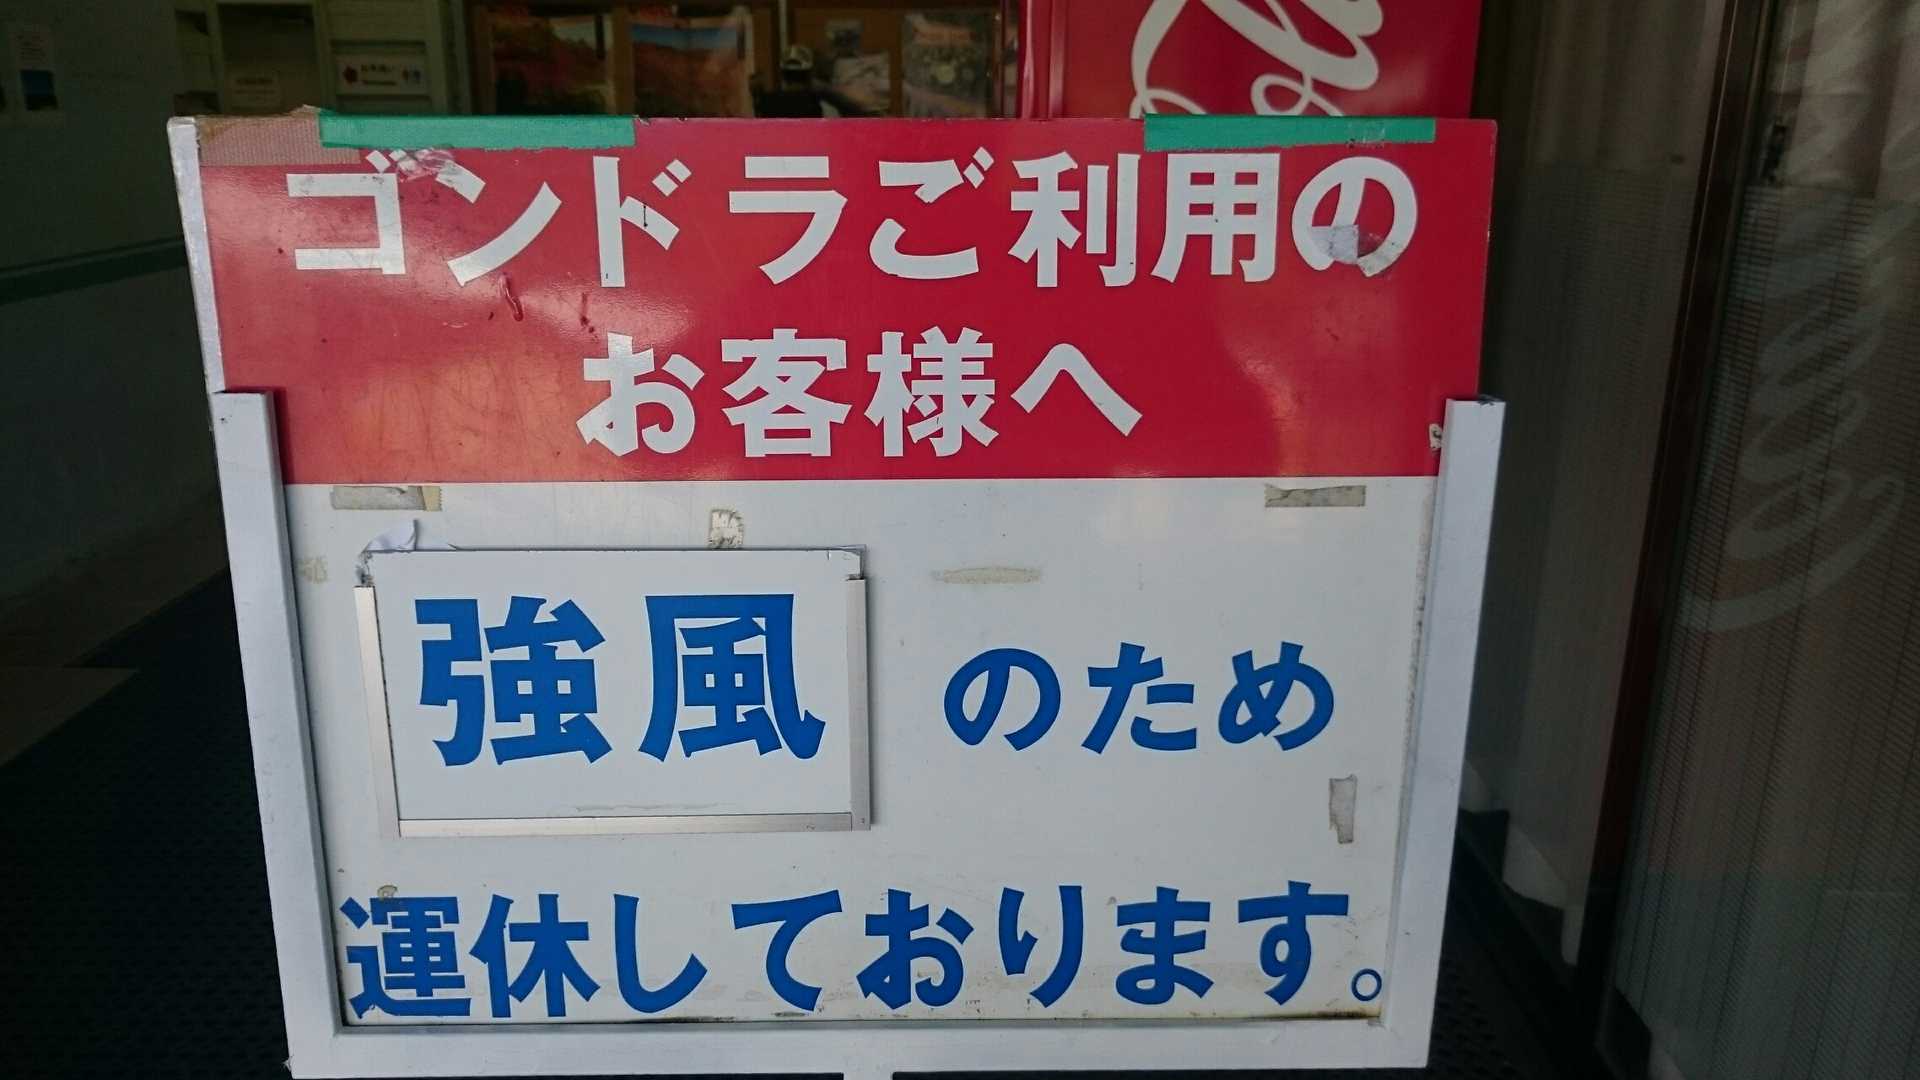 ゴンドラご利用の
お客様へ
強風のため
運休しております。